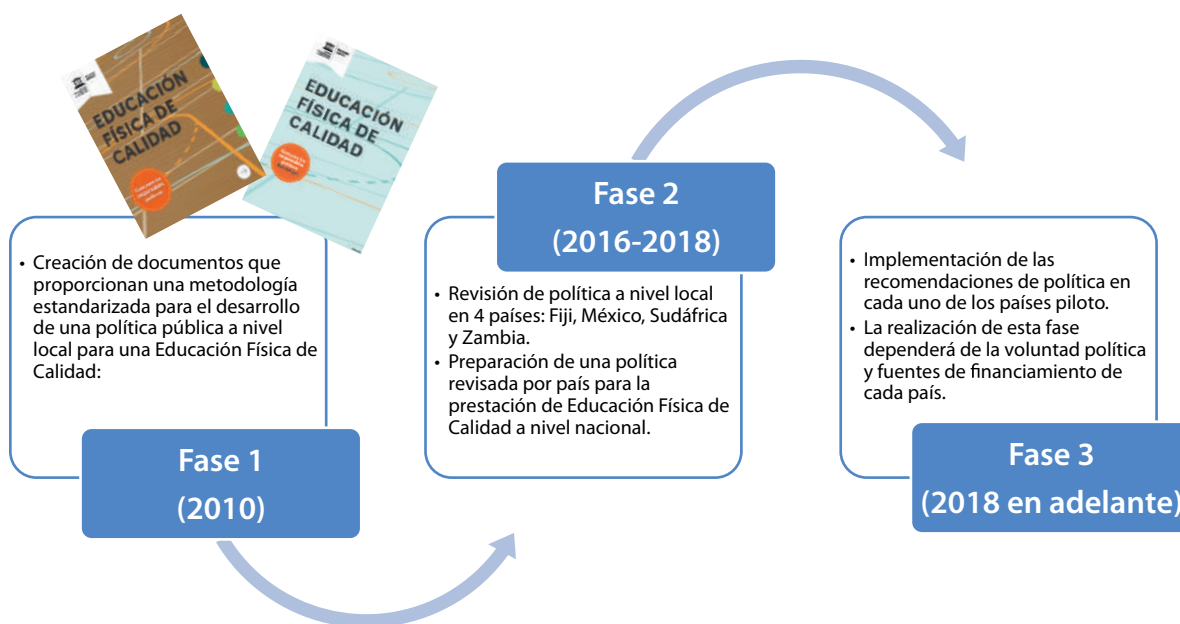 EDUCACIÓN
FÍSICA DE
CALIDAD
EDUCACIÓN
FÍSICA DE
CALIDAD
• Creación de documentos que
proporcionan una metodología
estandarizada para el desarrollo
de una política pública a nivel
local para una Educación Física de
Calidad:
Fase 1
(2010)
Fase 2
(2016-2018)
• Revisión de política a nivel local
en 4 países: Fiji, México, Sudáfrica
y Zambia.
• Preparación de una política
revisada por país para la
prestación de Educación Física de
Calidad a nivel nacional.
• Implementación de las
recomendaciones de política en
cada uno de los países piloto.
• La realización de esta fase
dependerá de la voluntad política
y fuentes de financiamiento de
cada país.
Fase 3
(2018 en adelante)